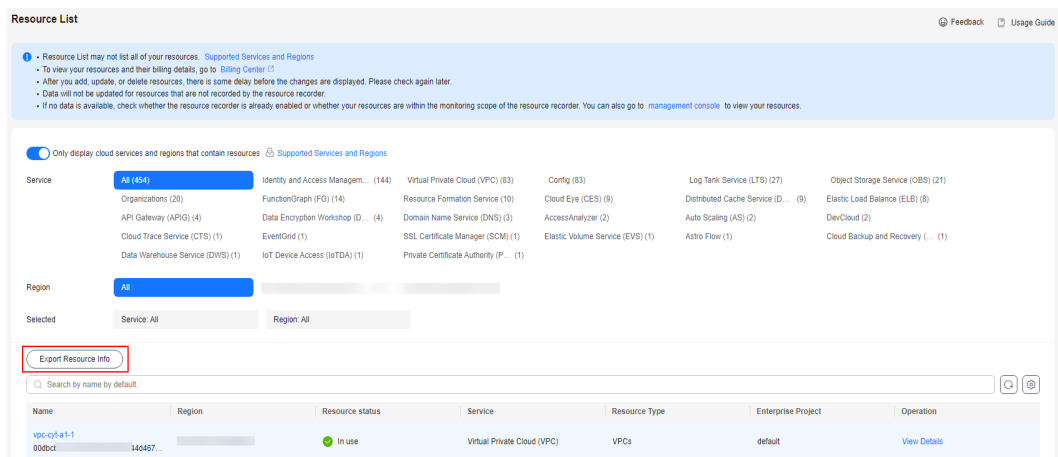 Resource List
Feedback Usage Guide
• Resource List may not list all of your resources. Supported Services and Regions
• To view your resources and their billing details, go to Billing Center
• After you add, update, or delete resources, there is some delay before the changes are displayed. Please check again later.
• Data will not be updated for resources that are not recorded by the resource recorder.
• If no data is available, check whether the resource recorder is already enabled or whether your resources are within the monitoring scope of the resource recorder. You can also go to management console to view your resources.
Only display cloud services and regions that contain resources Supported Services and Regions
Service All (454) Identity and Access Managem... (144) Virtual Private Cloud (VPC) (83) Config (83) Log Tank Service (LTS) (27) Object Storage Service (OBS) (21)
Organizations (20) FunctionGraph (FG) (14) Resource Formation Service (10) Cloud Eye (CES) (9) Distributed Cache Service (D... (9) Elastic Load Balance (ELB) (8)
API Gateway (APIG) (4) Data Encryption Workshop (D... (4) Domain Name Service (DNS) (3) AccessAnalyzer (2) Auto Scaling (AS) (2) DevCloud (2)
Cloud Trace Service (CTS) (1) EventGrid (1) SSL Certificate Manager (SCM) (1) Elastic Volume Service (EVS) (1) Astro Flow (1) Cloud Backup and Recovery (... (1)
Data Warehouse Service (DWS) (1) IoT Device Access (IoTDA) (1) Private Certificate Authority (P... (1)
Region All
Selected Service: All Region: All
Export Resource Info
Search by name by default.
Name Region Resource status Service Resource Type Enterprise Project Operation
vpc-cyt-a1-1 In use Virtual Private Cloud (VPC) VPCs default View Details